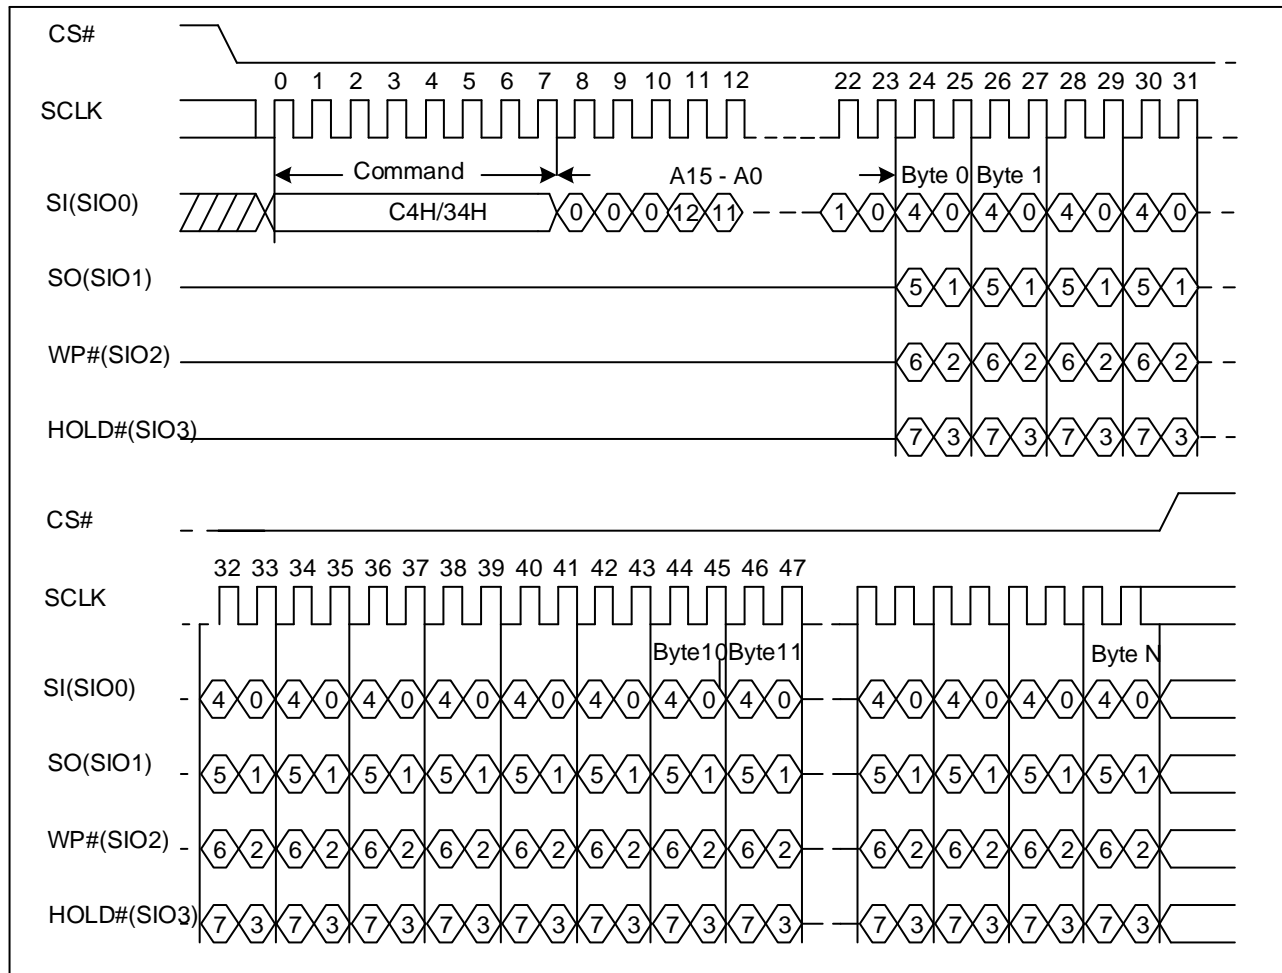 CS#
0 1 2 3 4 5 6 7 8 9 10 11 12 22 23 24 25 26 27 28 29 30 31
SCLK
Command A15 - A0 Byte 0 Byte 1
SI(SIO0) C4H/34H 0 0 0 12 11 1 0 4 0 4 0 4 0 4 0
SO(SIO1) 5 1 5 1 5 1 5 1
WP#(SIO2) 6 2 6 2 6 2 6 2
HOLD#(SIO3) 7 3 7 3 7 3 7 3
CS#
32 33 34 35 36 37 38 39 40 41 42 43 44 45 46 47
SCLK
Byte10 Byte11 Byte N
SI(SIO0) 4 0 4 0 4 0 4 0 4 0 4 0 4 0 4 0 4 0 4 0 4 0 4 0
SO(SIO1) 5 1 5 1 5 1 5 1 5 1 5 1 5 1 5 1 5 1 5 1 5 1 5 1
WP#(SIO2) 6 2 6 2 6 2 6 2 6 2 6 2 6 2 6 2 6 2 6 2 6 2 6 2
HOLD#(SIO3) 7 3 7 3 7 3 7 3 7 3 7 3 7 3 7 3 7 3 7 3 7 3 7 3